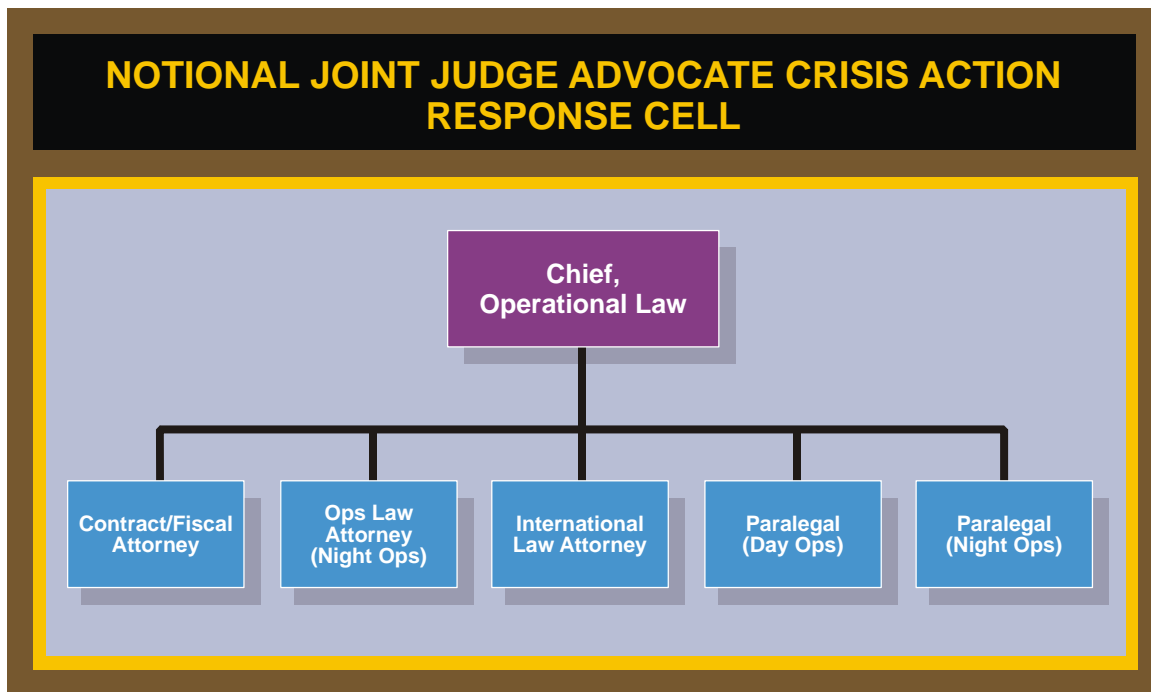 NOTIONAL JOINT JUDGE ADVOCATE CRISIS ACTION
RESPONSE CELL
Chief,
Operational Law
Contract/Fiscal
Attorney
Ops Law
Attorney
(Night Ops)
International
Law Attorney
Paralegal
(Day Ops)
Paralegal
(Night Ops)